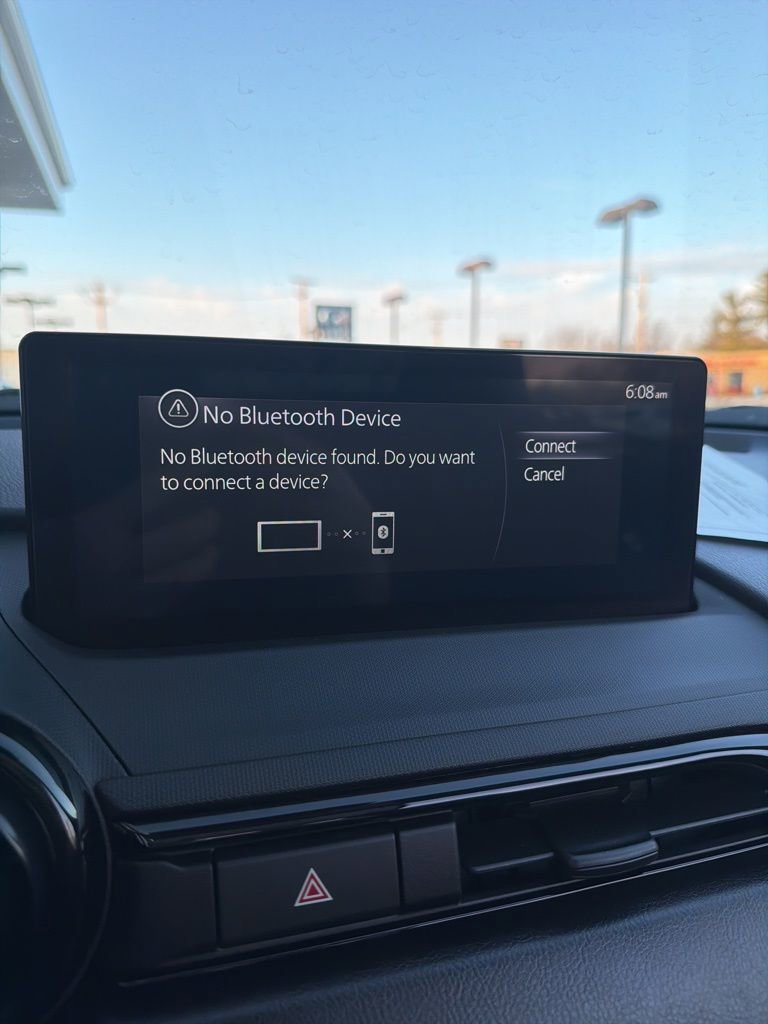 6:08am
No Bluetooth Device
No Bluetooth device found. Do you want
to connect a device?
Connect
Cancel